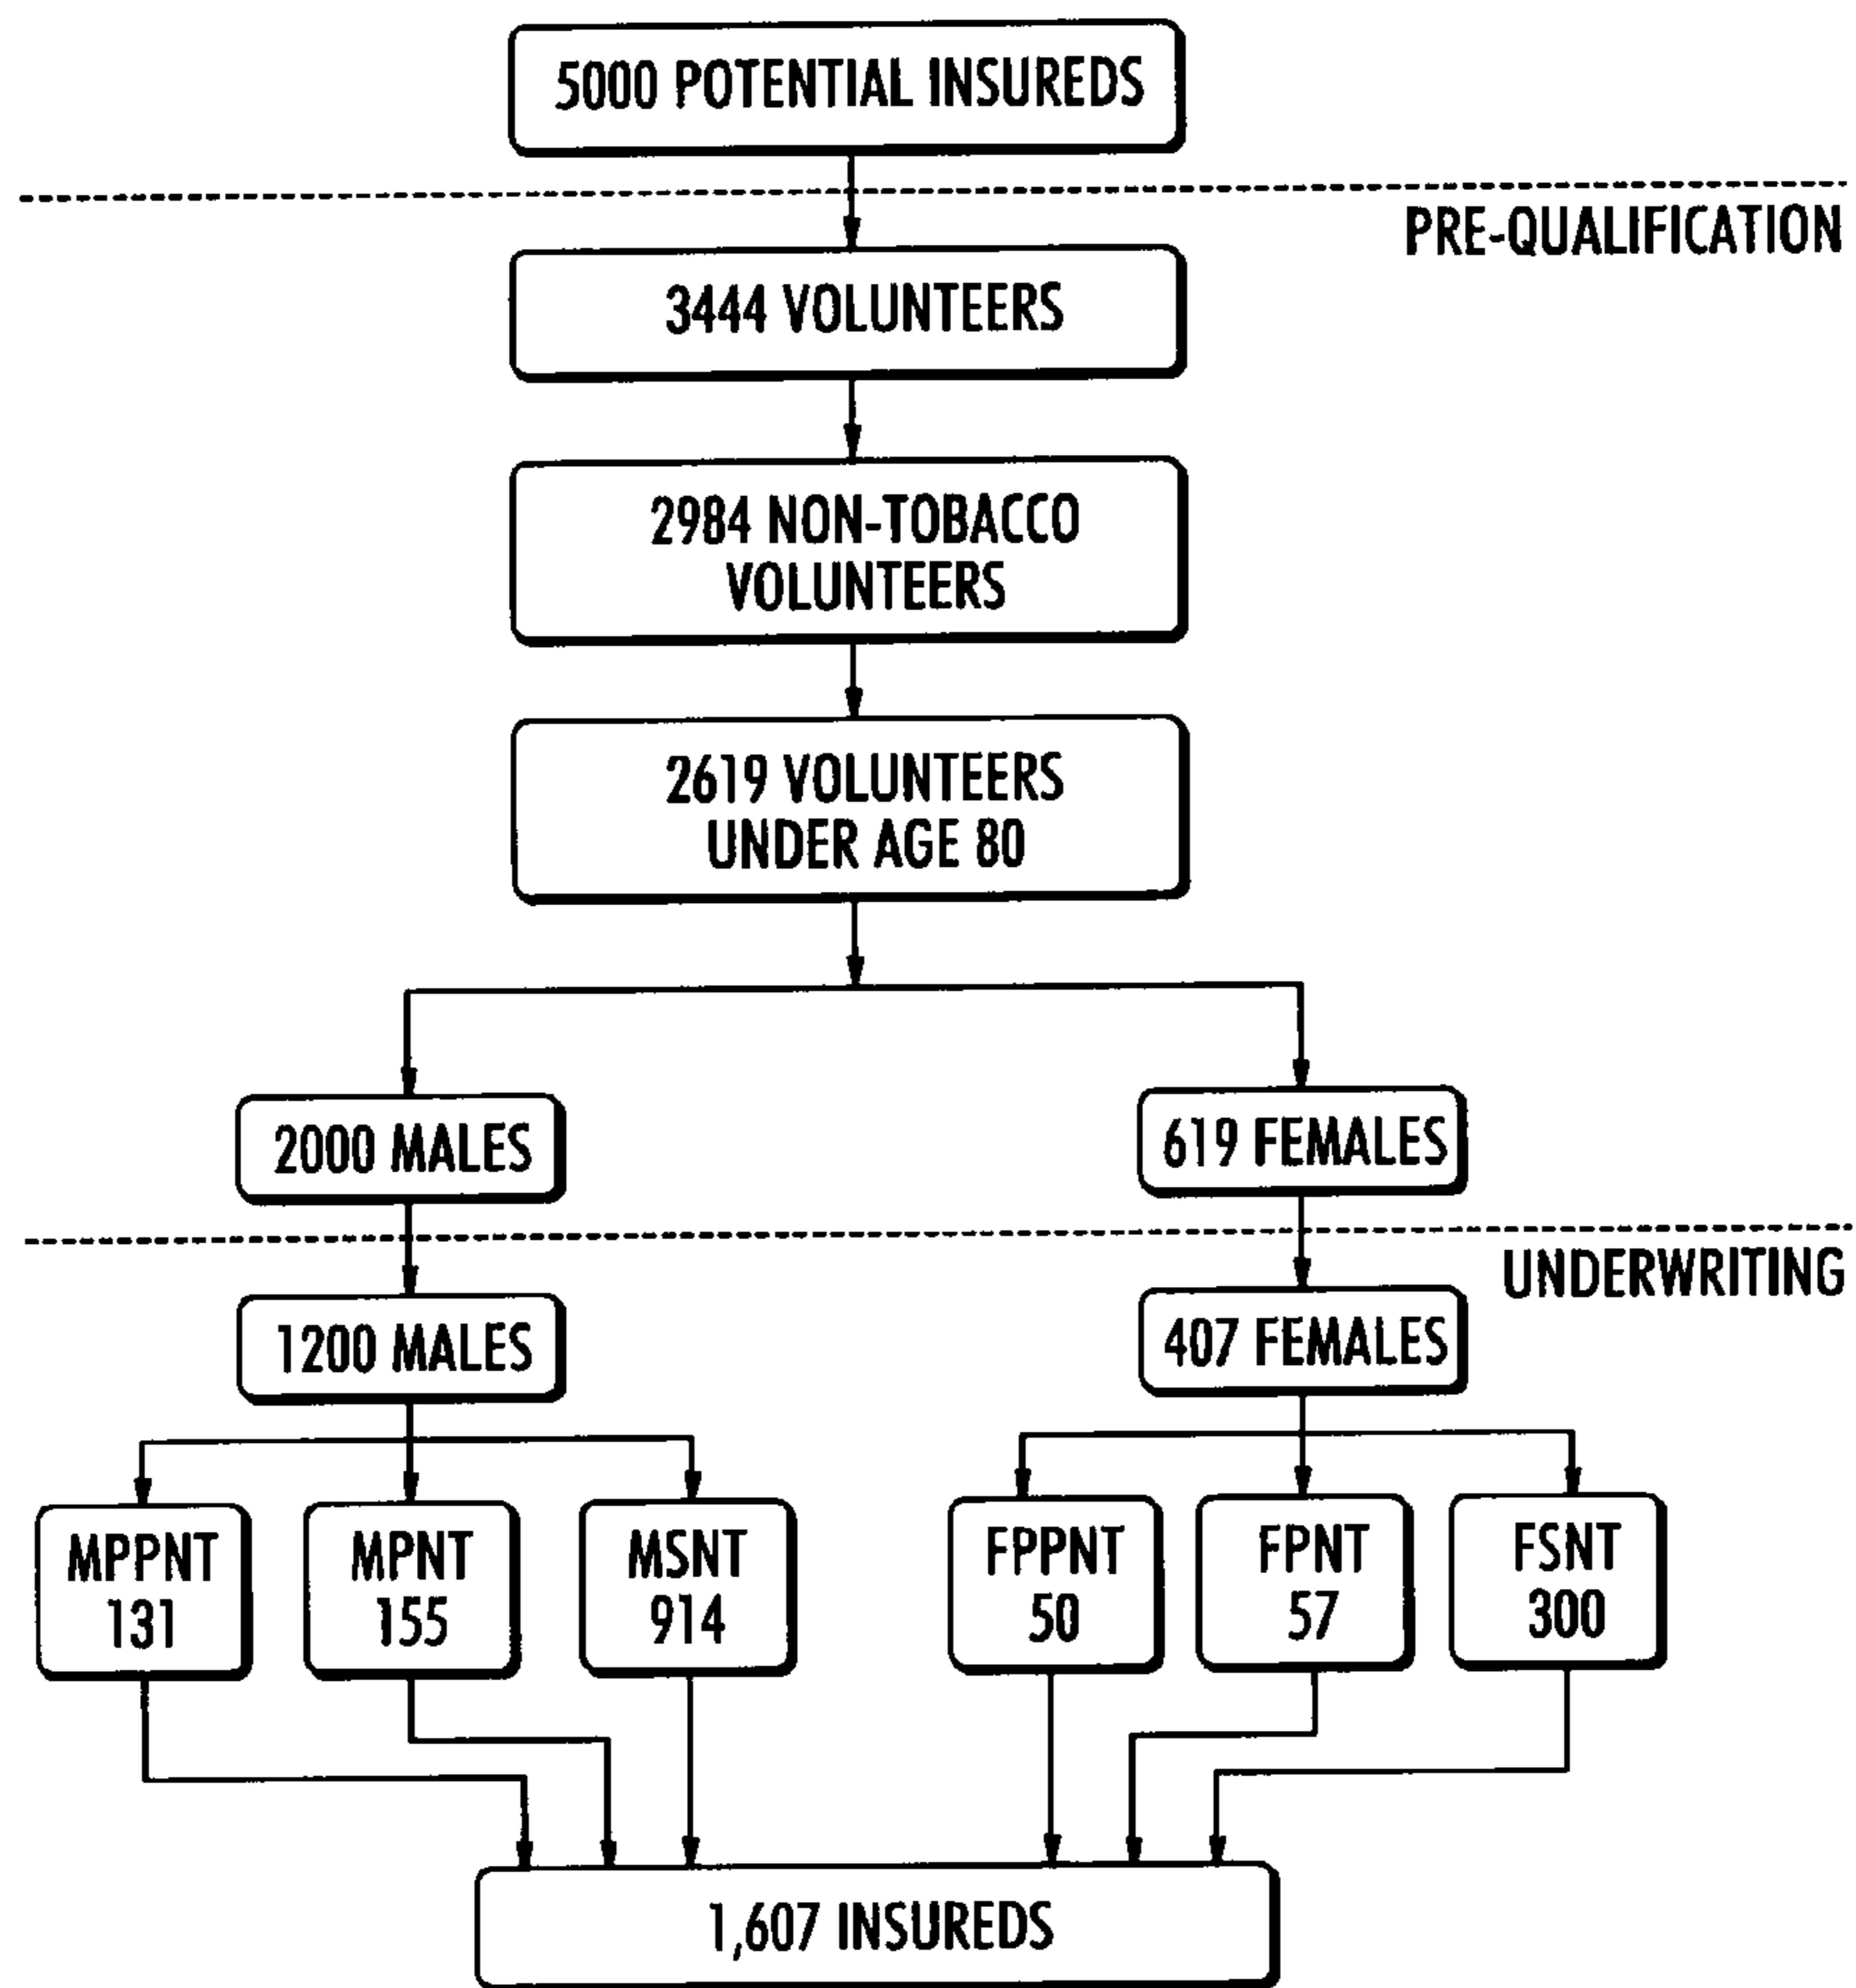 5000 POTENTIAL INSUREDS
PRE-QUALIFICATION
3444 VOLUNTEERS
2984 NON-TOBACCO
VOLUNTEERS
2619 VOLUNTEERS
UNDER AGE 80
2000 MALES
619 FEMALES
UNDERWRITING
1200 MALES
407 FEMALES
MPPNT
131
MPNT
155
MSNT
914
FPPNT
50
FPNT
57
FSNT
300
1,607 INSUREDS